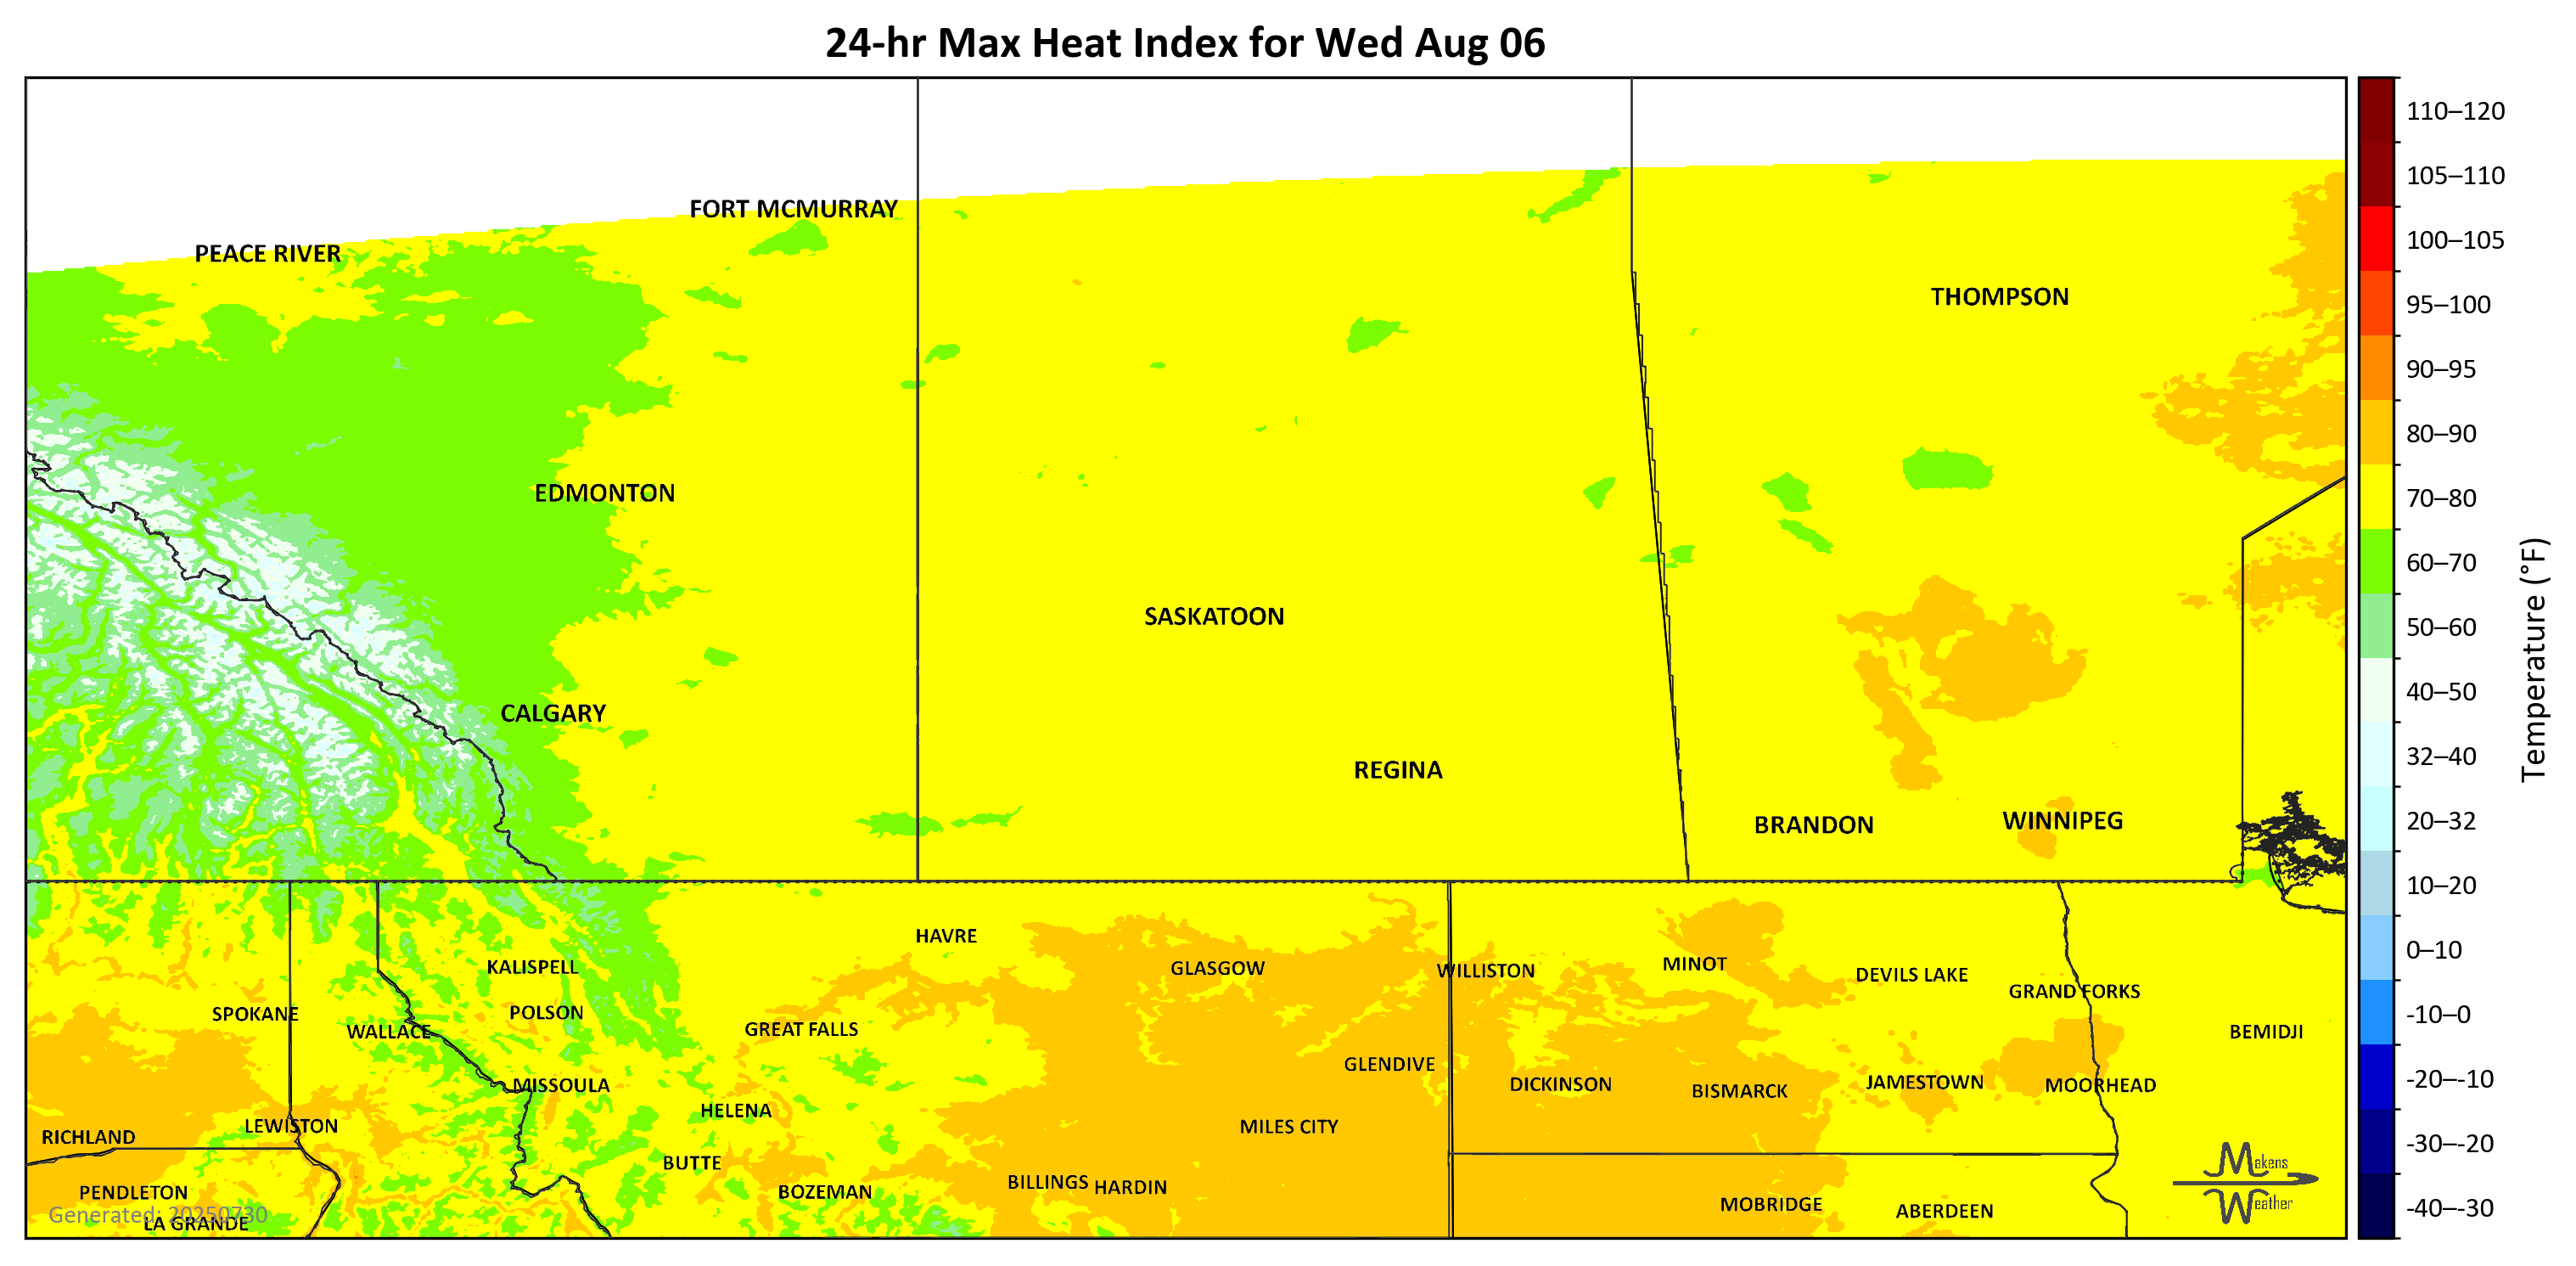 24-hr Max Heat Index for Wed Aug 06
110–120
105–110
100–105
95–100
90–95
80–90
70–80
60–70
50–60
40–50
32–40
20–32
10–20
0–10
-10–0
-20–-10
-30–-20
-40–-30
Temperature (°F)
FORT MCMURRAY
PEACE RIVER
THOMPSON
EDMONTON
SASKATOON
CALGARY
REGINA
BRANDON
WINNIPEG
HAVRE
KALISPELL
GLASGOW
WILLISTON
MINOT
DEVILS LAKE
GRAND FORKS
SPOKANE
POLSON
WALLACE
GREAT FALLS
BEMIDJI
GLENDIVE
MISSOULA
DICKINSON
BISMARCK
JAMESTOWN
MOORHEAD
HELENA
LEWISTON
MILES CITY
RICHLAND
BUTTE
BILLINGS
HARDIN
PENDLETON
BOZEMAN
MOBRIDGE
ABERDEEN
LA GRANDE
Generated: 20250730
Makens
Weather